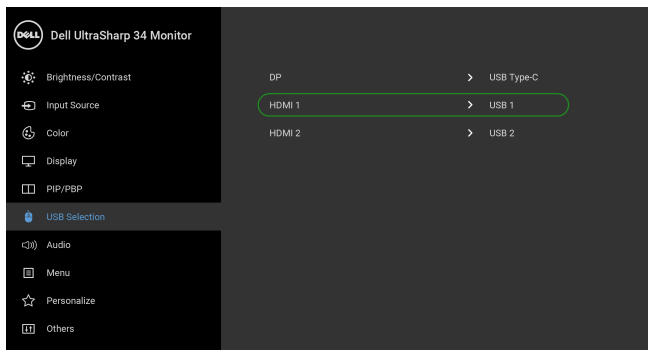 DELL Dell UltraSharp 34 Monitor
Brightness/Contrast
Input Source
Color
Display
PIP/PBP
USB Selection
Audio
Menu
Personalize
Others
DP > USB Type-C
HDMI 1 > USB 1
HDMI 2 > USB 2